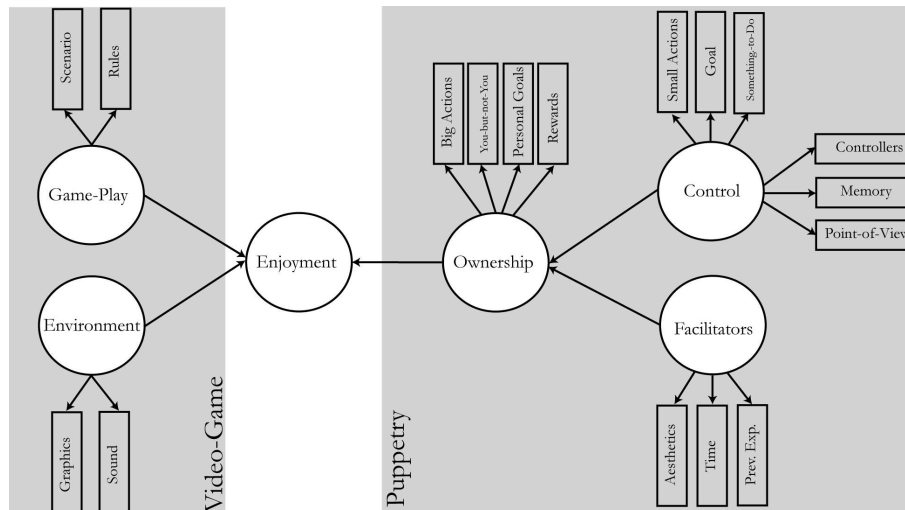 Scenario
Rules
Game-Play
Environment
Graphics
Sound
Video-Game
Enjoyment
Puppetry
Big Actions
You-but-not-You
Personal Goals
Rewards
Ownership
Small Actions
Goal
Something-to-Do
Control
Controllers
Memory
Point-of-View
Facilitators
Aesthetics
Time
Prev. Exp.